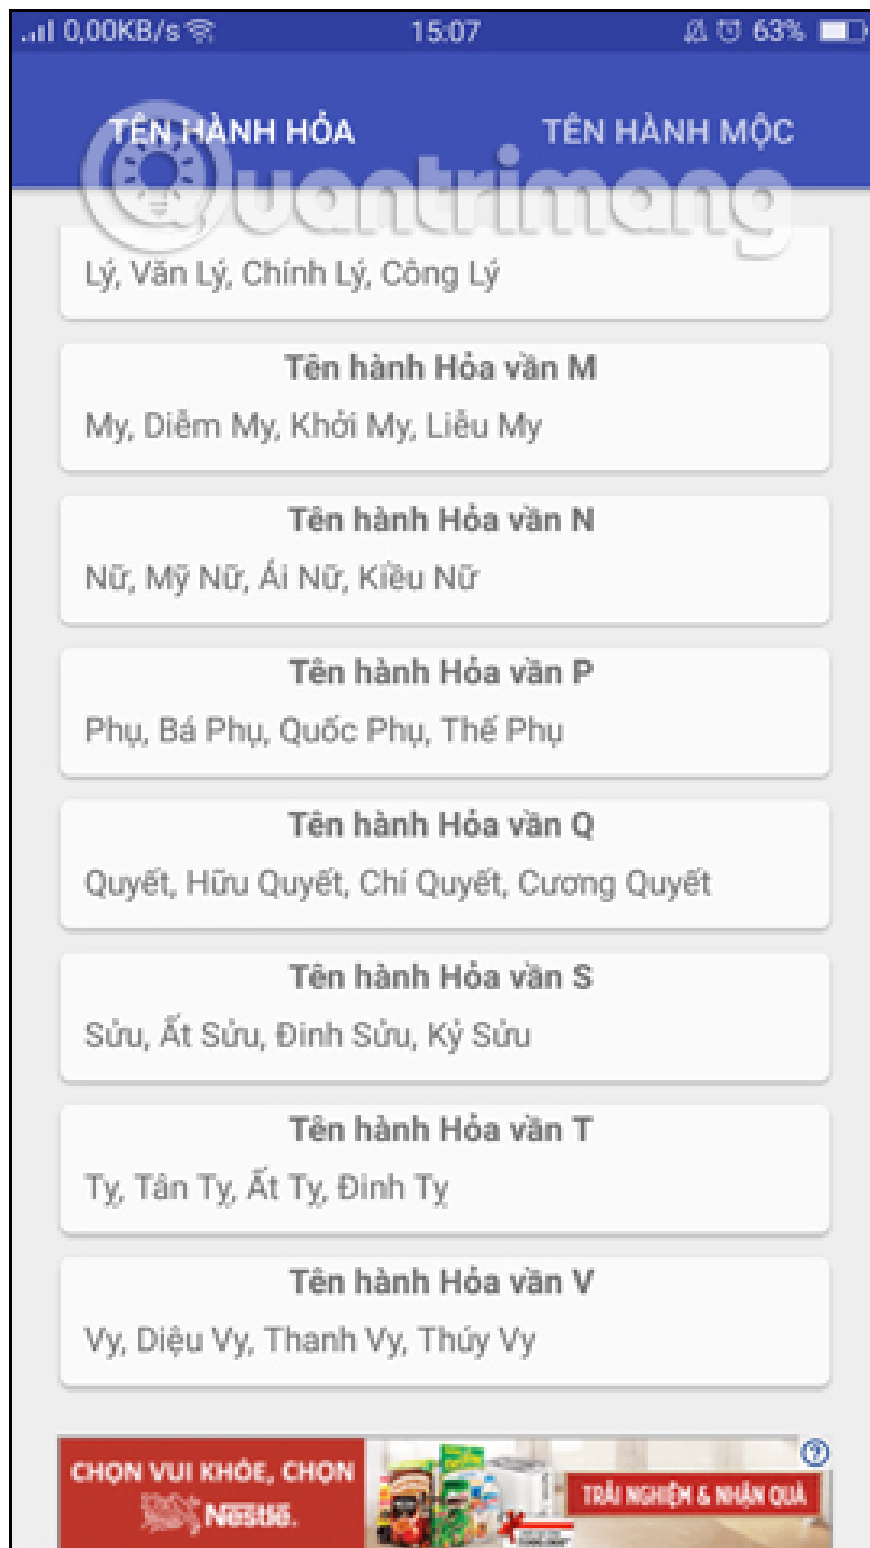 0,00KB/s 15:07 63%
TÊN HÀNH HỎA TÊN HÀNH MỘC
Quantrimang
Lý, Văn Lý, Chính Lý, Công Lý
Tên hành Hỏa vần M
My, Diễm My, Khởi My, Liễu My
Tên hành Hỏa vần N
Nữ, Mỹ Nữ, Ái Nữ, Kiều Nữ
Tên hành Hỏa vần P
Phụ, Bá Phụ, Quốc Phụ, Thế Phụ
Tên hành Hỏa vần Q
Quyết, Hữu Quyết, Chí Quyết, Cương Quyết
Tên hành Hỏa vần S
Sửu, Ất Sửu, Đinh Sửu, Kỷ Sửu
Tên hành Hỏa vần T
Tỵ, Tân Tỵ, Ất Tỵ, Đinh Tỵ
Tên hành Hỏa vần V
Vy, Diệu Vy, Thanh Vy, Thúy Vy
CHỌN VUI KHỎE, CHỌN
Nestlé.
TRẢI NGHIỆM & NHẬN QUÀ